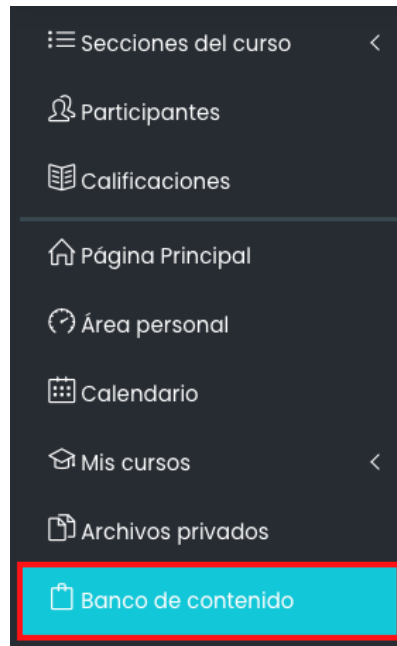 Secciones del curso
Participantes
Calificaciones
Página Principal
Área personal
Calendario
Mis cursos
Archivos privados
Banco de contenido